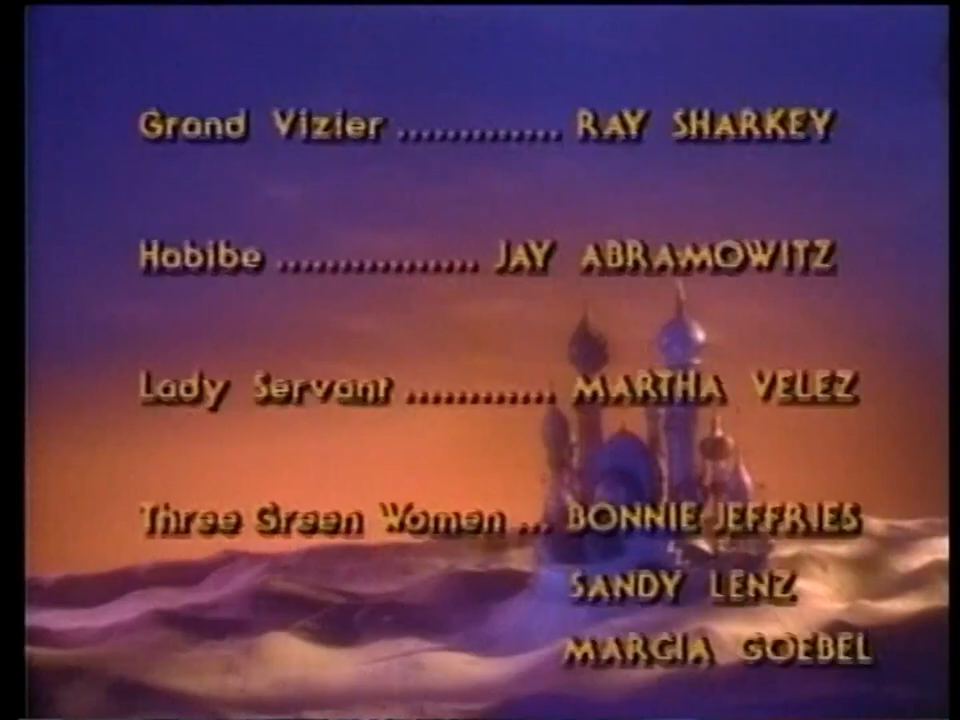 Grand Vizier ............. RAY SHARKEY
Habibe ................ JAY ABRAMOWITZ
Lady Servant ............ MARTHA VELEZ
Three Green Women ... BONNIE JEFFRIES
SANDY LENZ
MARCIA GOEBEL